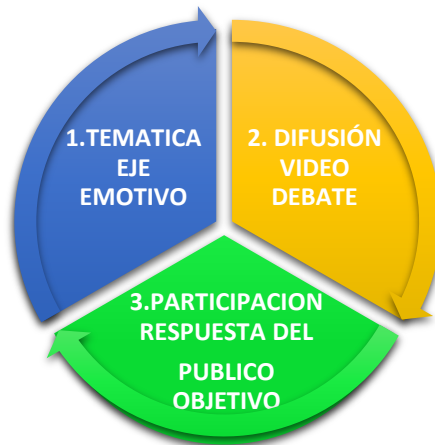 1.TEMATICA
EJE
EMOTIVO
2. DIFUSIÓN
VIDEO
DEBATE
3.PARTICIPACION
RESPUESTA DEL
PUBLICO
OBJETIVO